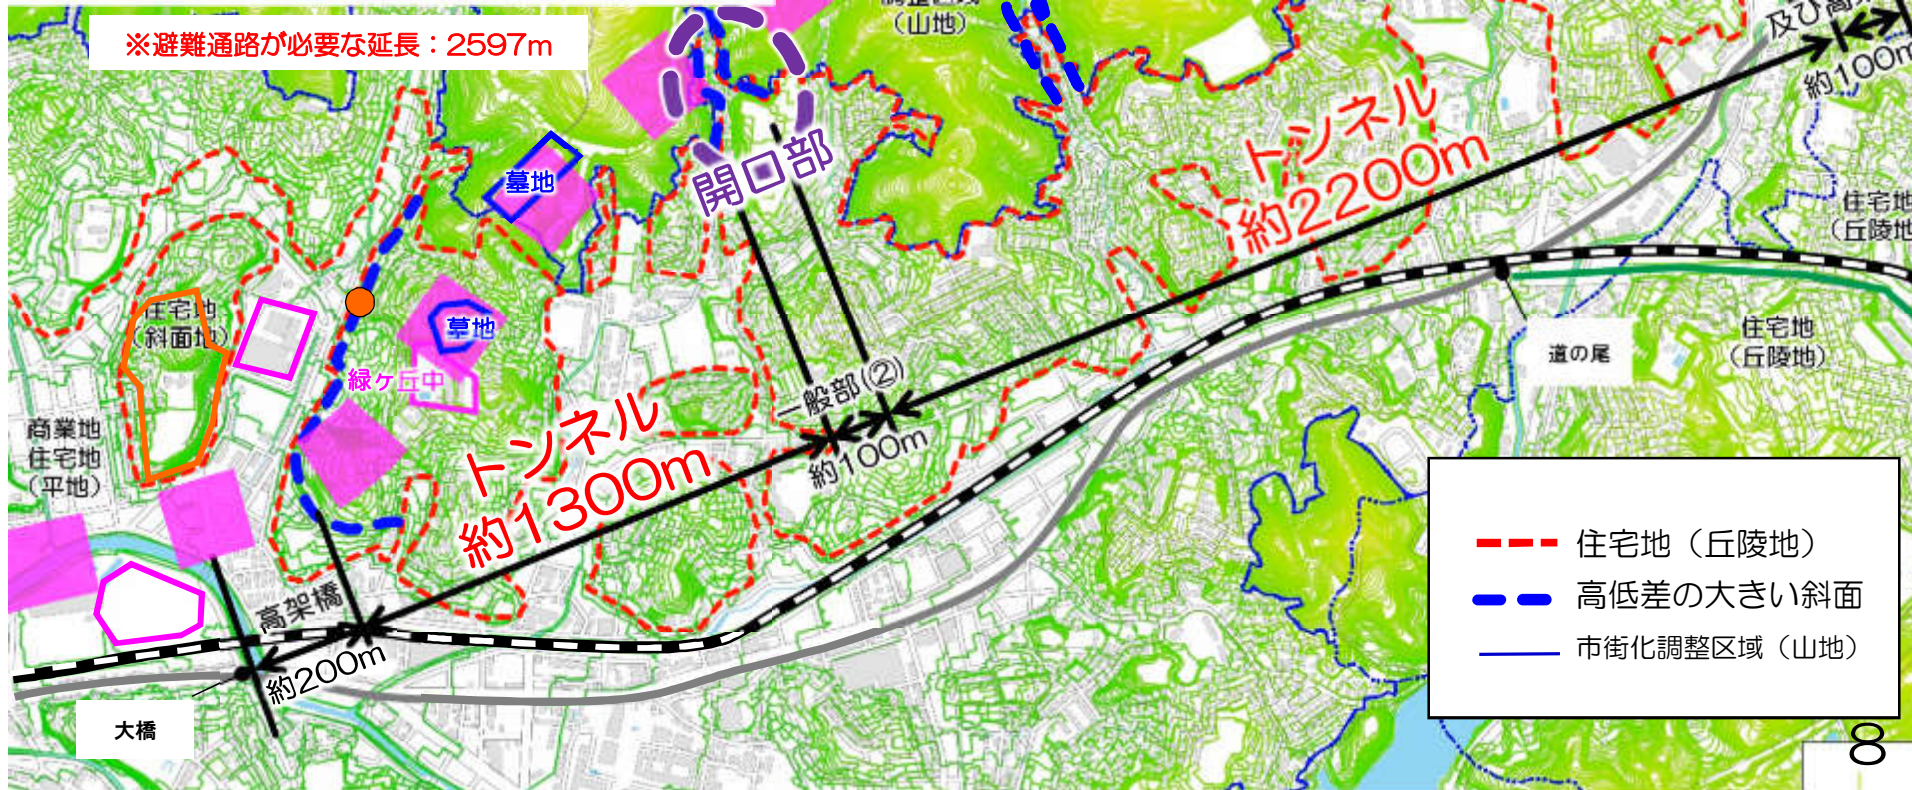 ※避難通路が必要な延長：2597m
（山地）
及び高
約100m
トンネル
約2200m
開口部
墓地
住宅地
（丘陵地
住宅地
（斜面地）
墓地
緑ヶ丘中
住宅地
（丘陵地）
道の尾
一般部(②)
約100m
トンネル
約1300m
商業地
住宅地
（平地）
高架橋
約200m
大橋
住宅地（丘陵地）
高低差の大きい斜面
市街化調整区域（山地）
8